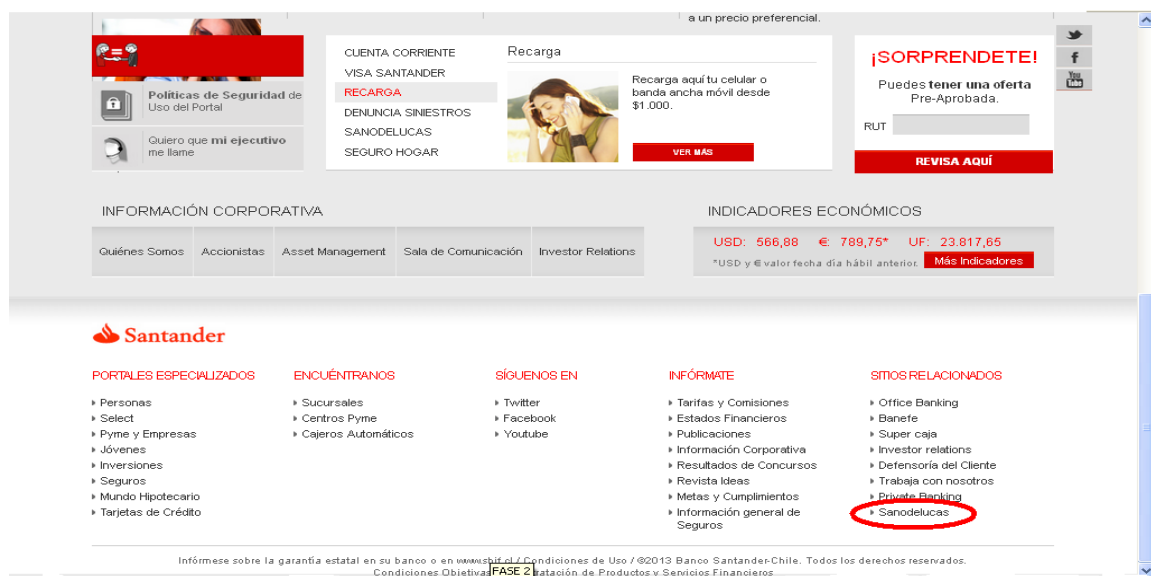 a un precio preferencial.
Políticas de Seguridad de
Uso del Portal
Quiero que mi ejecutivo
me llame
CUENTA CORRIENTE
VISA SANTANDER
RECARGA
DENUNCIA SINIESTROS
SANODELUCAS
SEGURO HOGAR
Recarga
Recarga aquí tu celular o
banda ancha móvil desde
$1.000.
VER MÁS
¡SORPRENDETE!
Puedes tener una oferta
Pre-Aprobada.
RUT
REVISA AQUÍ
f
You
Tube
INFORMACIÓN CORPORATIVA
Quiénes Somos Accionistas Asset Management Sala de Comunicación Investor Relations
INDICADORES ECONÓMICOS
USD: 566,88 €: 789,75* UF: 23.817,65
*USD y € valor fecha día hábil anterior. Más Indicadores
Santander
PORTALES ESPECIALIZADOS
Personas
Select
Pyme y Empresas
Jóvenes
Inversiones
Seguros
Mundo Hipotecario
Tarjetas de Crédito
ENCUÉNTRANOS
Sucursales
Centros Pyme
Cajeros Automáticos
SÍGUENOS EN
Twitter
Facebook
Youtube
INFÓRMATE
Tarifas y Comisiones
Estados Financieros
Publicaciones
Información Corporativa
Resultados de Concursos
Revista Ideas
Metas y Cumplimientos
Información general de
Seguros
SITIOS RELACIONADOS
Office Banking
Banefe
Super caja
Investor relations
Defensoría del Cliente
Trabaja con nosotros
Private Banking
Sanodelucas
Infórmese sobre la garantía estatal en su banco o en www.sbif.cl / Condiciones de Uso / ©2013 Banco Santander-Chile. Todos los derechos reservados.
Condiciones Objetivas FASE 2 ratación de Productos y Servicios Financieros